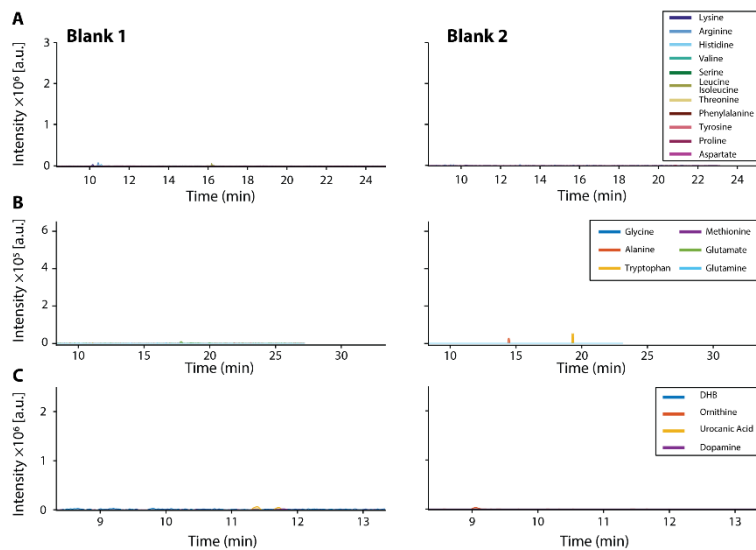 A
Blank 1
Blank 2
Intensity ×10⁶ [a.u.]
3
2
1
0
10 12 14 16 18 20 22 24
Time (min)
10 12 14 16 18 20 22 24
Time (min)
Lysine
Arginine
Histidine
Valine
Serine
Leucine
Isoleucine
Threonine
Phenylalanine
Tyrosine
Proline
Aspartate
B
Intensity ×10⁵ [a.u.]
6
4
2
0
10 15 20 25 30
Time (min)
10 15 20 25 30
Time (min)
Glycine
Alanine
Tryptophan
Methionine
Glutamate
Glutamine
C
Intensity ×10⁶ [a.u.]
2
1
0
9 10 11 12 13
Time (min)
9 10 11 12 13
Time (min)
DHB
Ornithine
Urocanic Acid
Dopamine